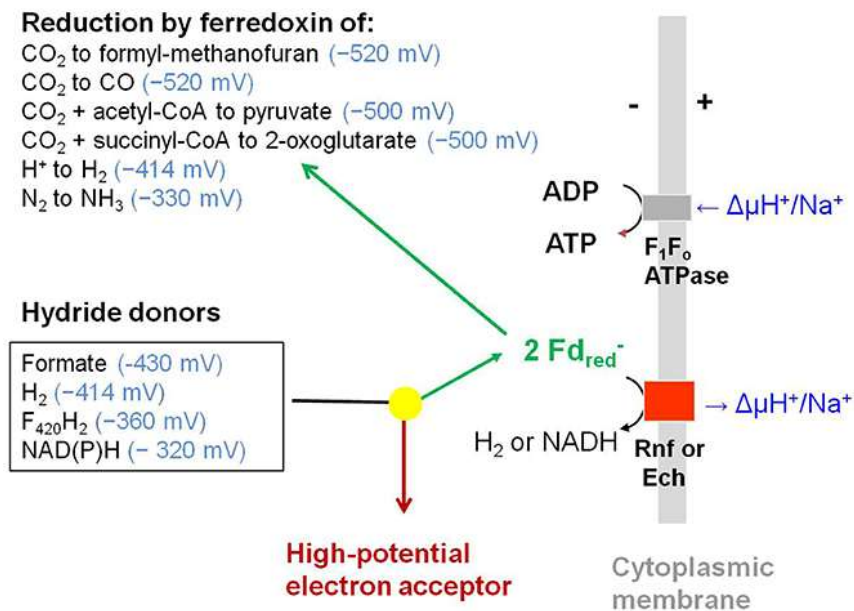 Reduction by ferredoxin of:
CO₂ to formyl-methanofuran (−520 mV)
CO₂ to CO (−520 mV)
CO₂ + acetyl-CoA to pyruvate (−500 mV)
CO₂ + succinyl-CoA to 2-oxoglutarate (−500 mV)
H⁺ to H₂ (−414 mV)
N₂ to NH₃ (−330 mV)
- +
ADP
← ΔμH⁺/Na⁺
ATP
F₁Fₒ
ATPase
Hydride donors
Formate (-430 mV)
H₂ (−414 mV)
F₄₂₀H₂ (−360 mV)
NAD(P)H (− 320 mV)
2 Fd_red⁻
→ ΔμH⁺/Na⁺
H₂ or NADH
Rnf or
Ech
High-potential
electron acceptor
Cytoplasmic
membrane